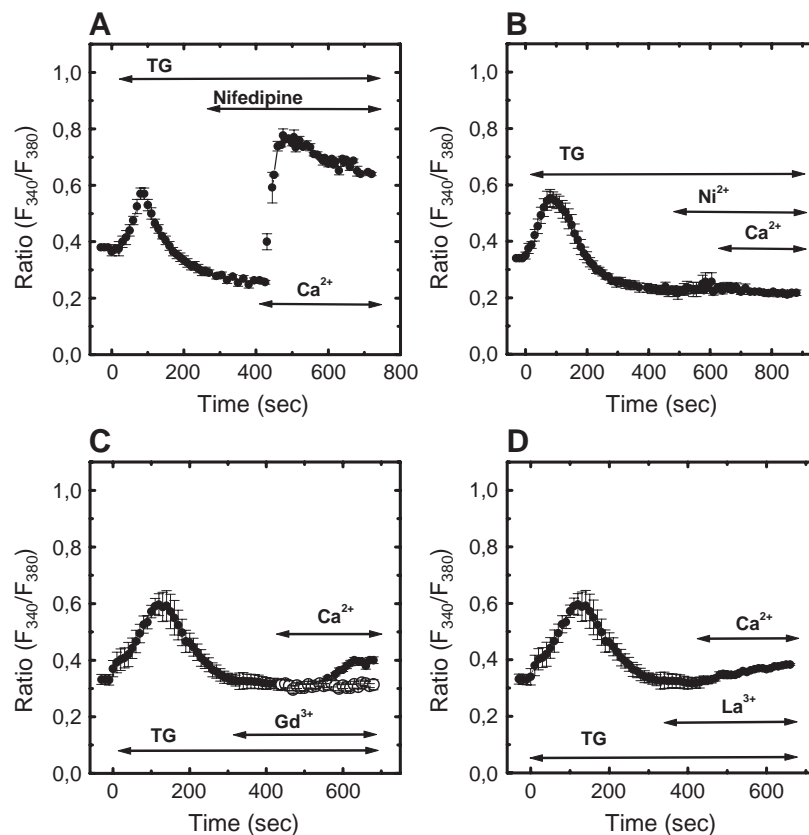 A
1,0
0,8
0,6
0,4
0,2
0,0
Ratio (F340/F380)
TG
Nifedipine
Ca2+
0 200 400 600 800
Time (sec)
B
1,0
0,8
0,6
0,4
0,2
0,0
Ratio (F340/F380)
TG
Ni2+
Ca2+
0 200 400 600 800
Time (sec)
C
1,0
0,8
0,6
0,4
0,2
0,0
Ratio (F340/F380)
Ca2+
Gd3+
TG
0 200 400 600
Time (sec)
D
1,0
0,8
0,6
0,4
0,2
0,0
Ratio (F340/F380)
Ca2+
La3+
TG
0 200 400 600
Time (sec)